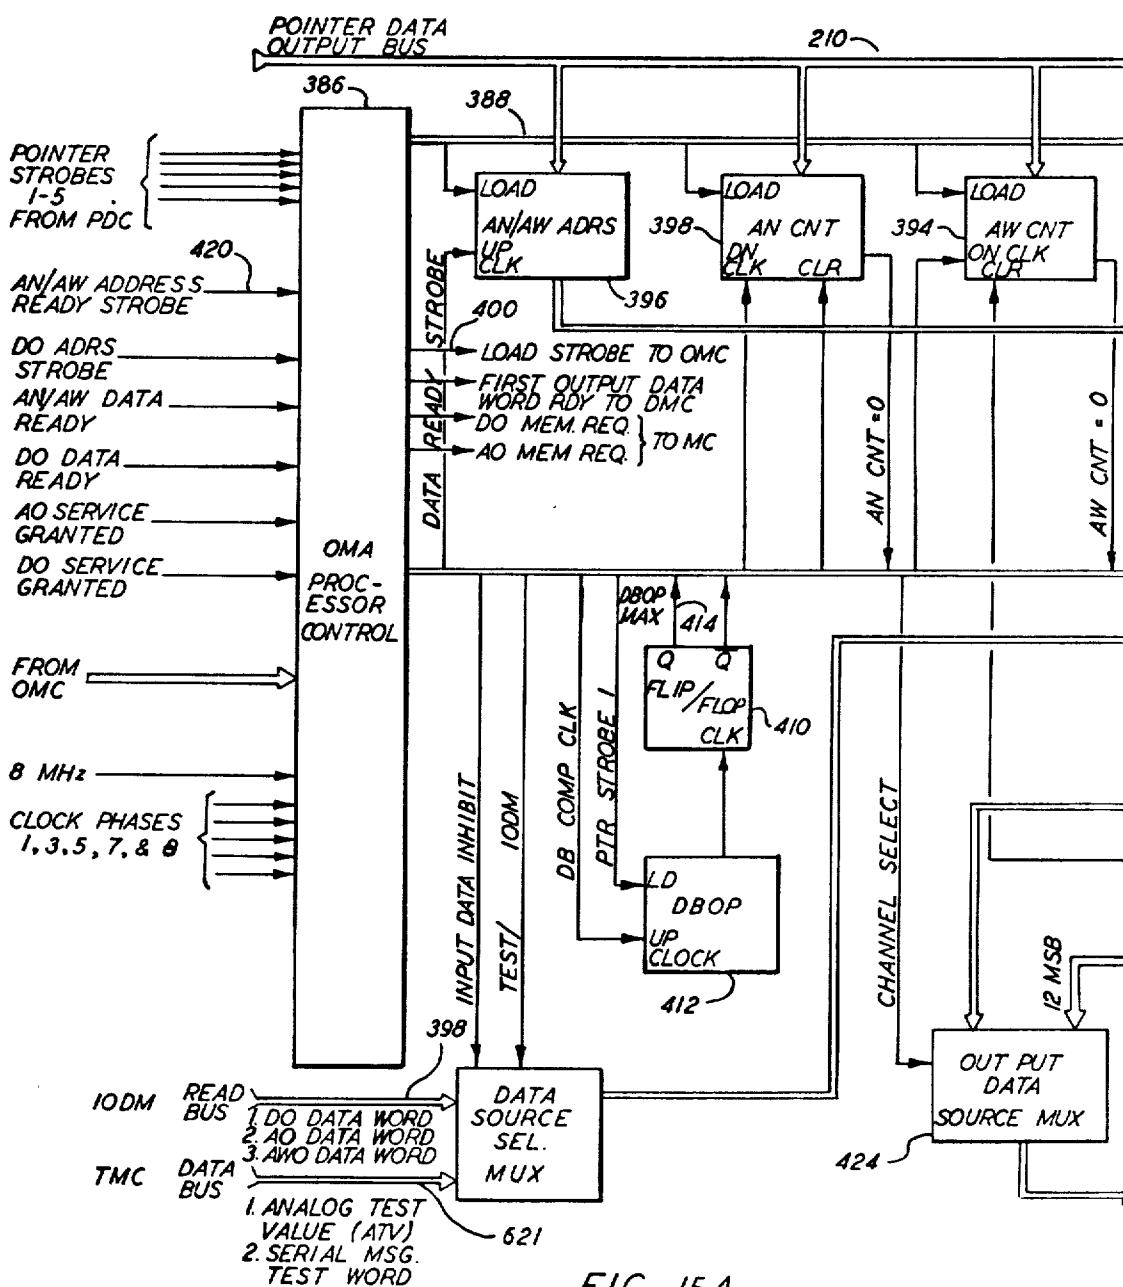 POINTER DATA
OUTPUT BUS
210
386
388
POINTER
STROBES
1-5
FROM PDC
LOAD
AN/AW ADRS
UP
CLK
396
LOAD
398
AN CNT
DN
CLK CLR
LOAD
394
AW CNT
ON CLK
CLR
420
AN/AW ADDRESS
READY STROBE
DATA READY STROBE
400
LOAD STROBE TO OMC
FIRST OUTPUT DATA
WORD RDY TO DMC
DO MEM. REQ.
AO MEM REQ.
TO MC
DO ADRS
STROBE
AN/AW DATA
READY
DO DATA
READY
AO SERVICE
GRANTED
DO SERVICE
GRANTED
AN CNT = 0
AW CNT = 0
OMA
PROC-
ESSOR
CONTROL
FROM
OMC
8 MHz
CLOCK PHASES
1, 3, 5, 7, & 8
DBOP
MAX
414
Q Q
FLIP/FLOP
CLK
410
INPUT DATA INHIBIT
TEST/ IODM
DB COMP CLK
PTR STROBE 1
LD
DBOP
UP
CLOCK
412
CHANNEL SELECT
12 MSB
OUT PUT
DATA
SOURCE MUX
424
398
IODM READ
BUS
1. DO DATA WORD
2. AO DATA WORD
3. AWO DATA WORD
TMC DATA
BUS
621
1. ANALOG TEST
VALUE (ATV)
2. SERIAL MSG.
TEST WORD
DATA
SOURCE
SEL.
MUX
FIG. 15A